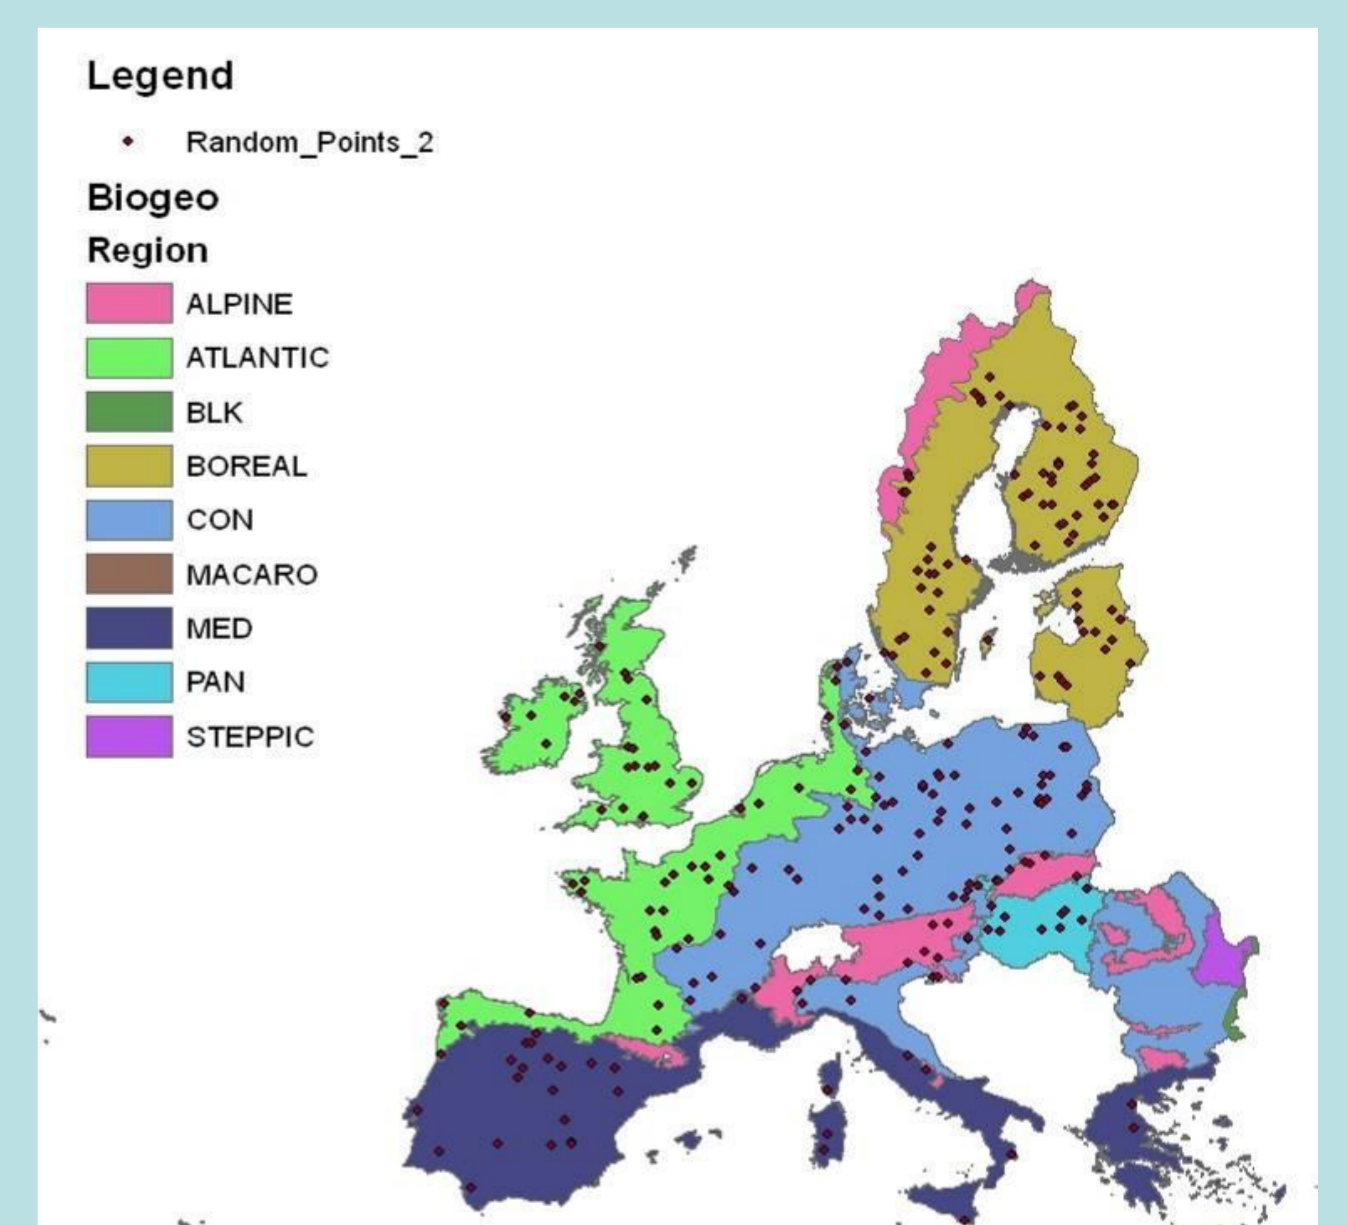 Legend
Random_Points_2
Biogeo
Region
ALPINE
ATLANTIC
BLK
BOREAL
CON
MACARO
MED
PAN
STEPPIC